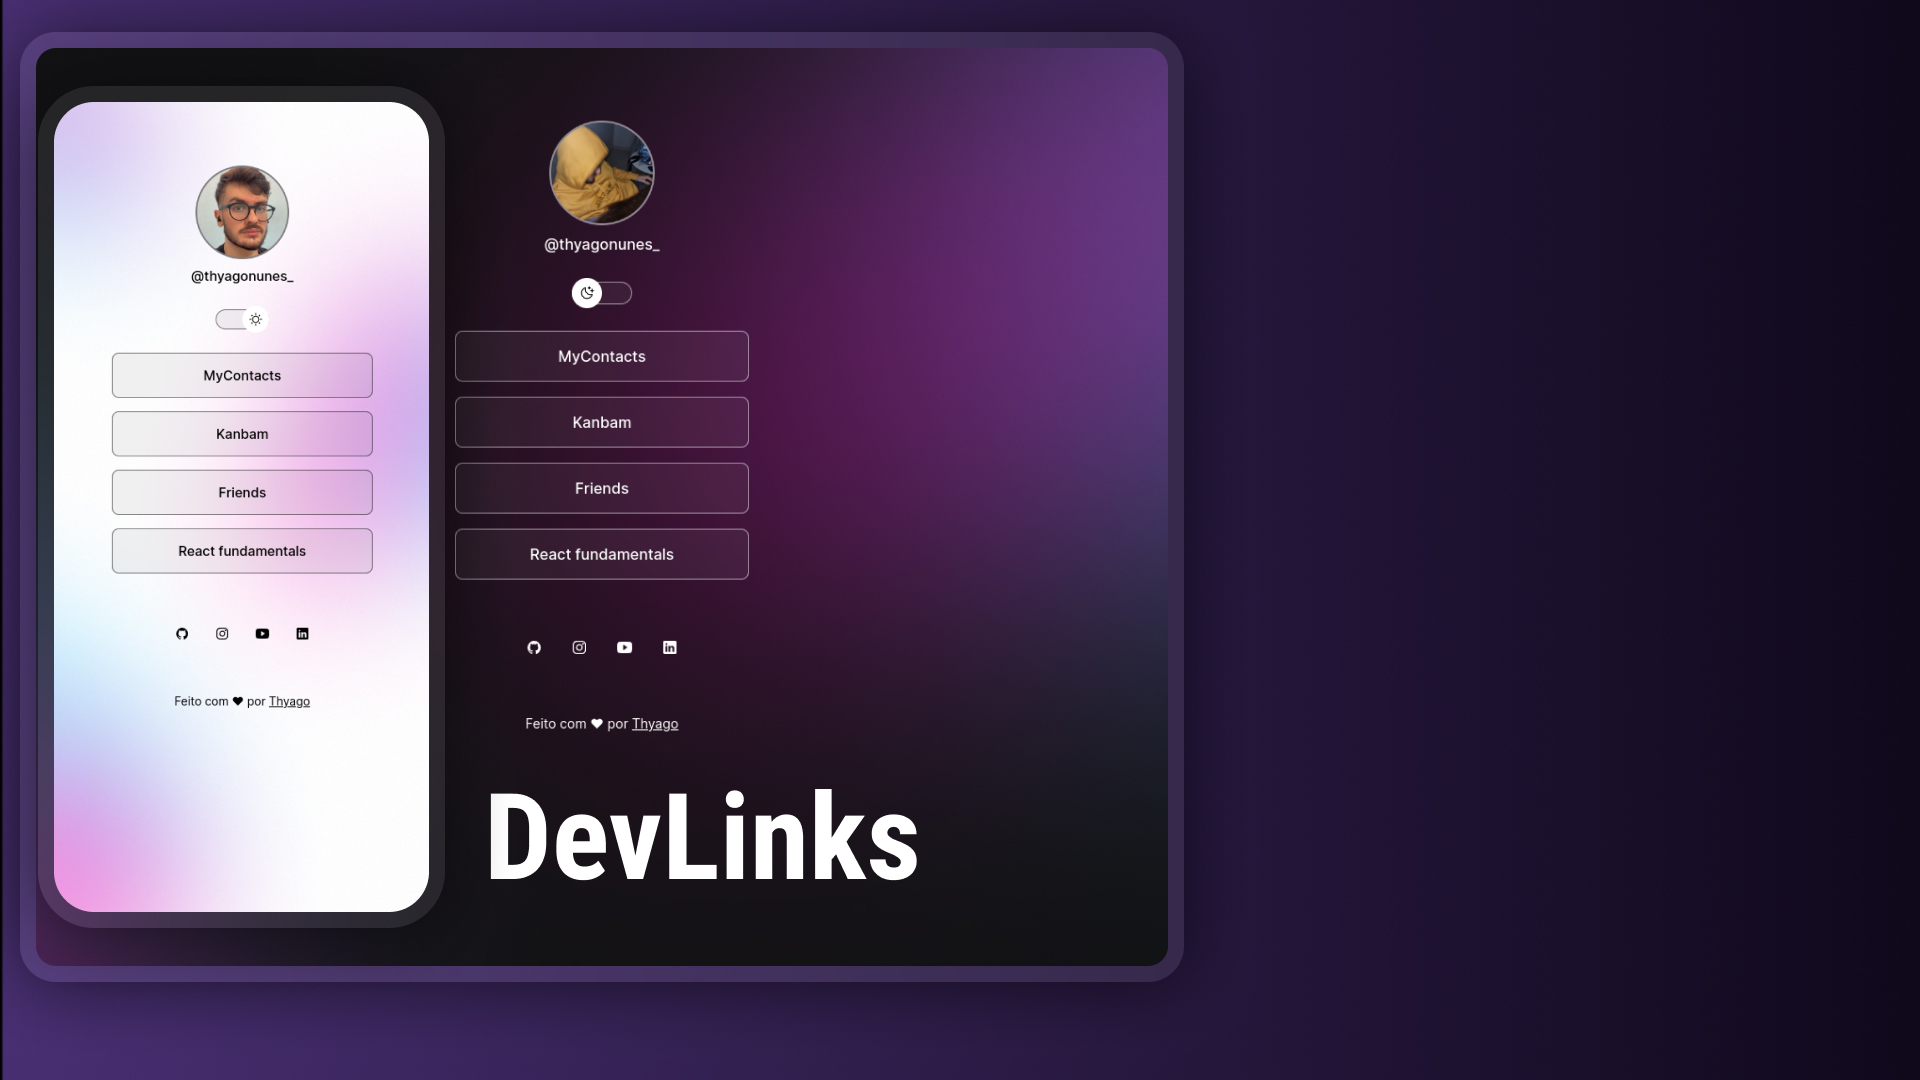 @thyagonunes_
MyContacts
Kanbam
Friends
React fundamentals
Feito com ♥ por Thyago
@thyagonunes_
MyContacts
Kanbam
Friends
React fundamentals
Feito com ♥ por Thyago
DevLinks